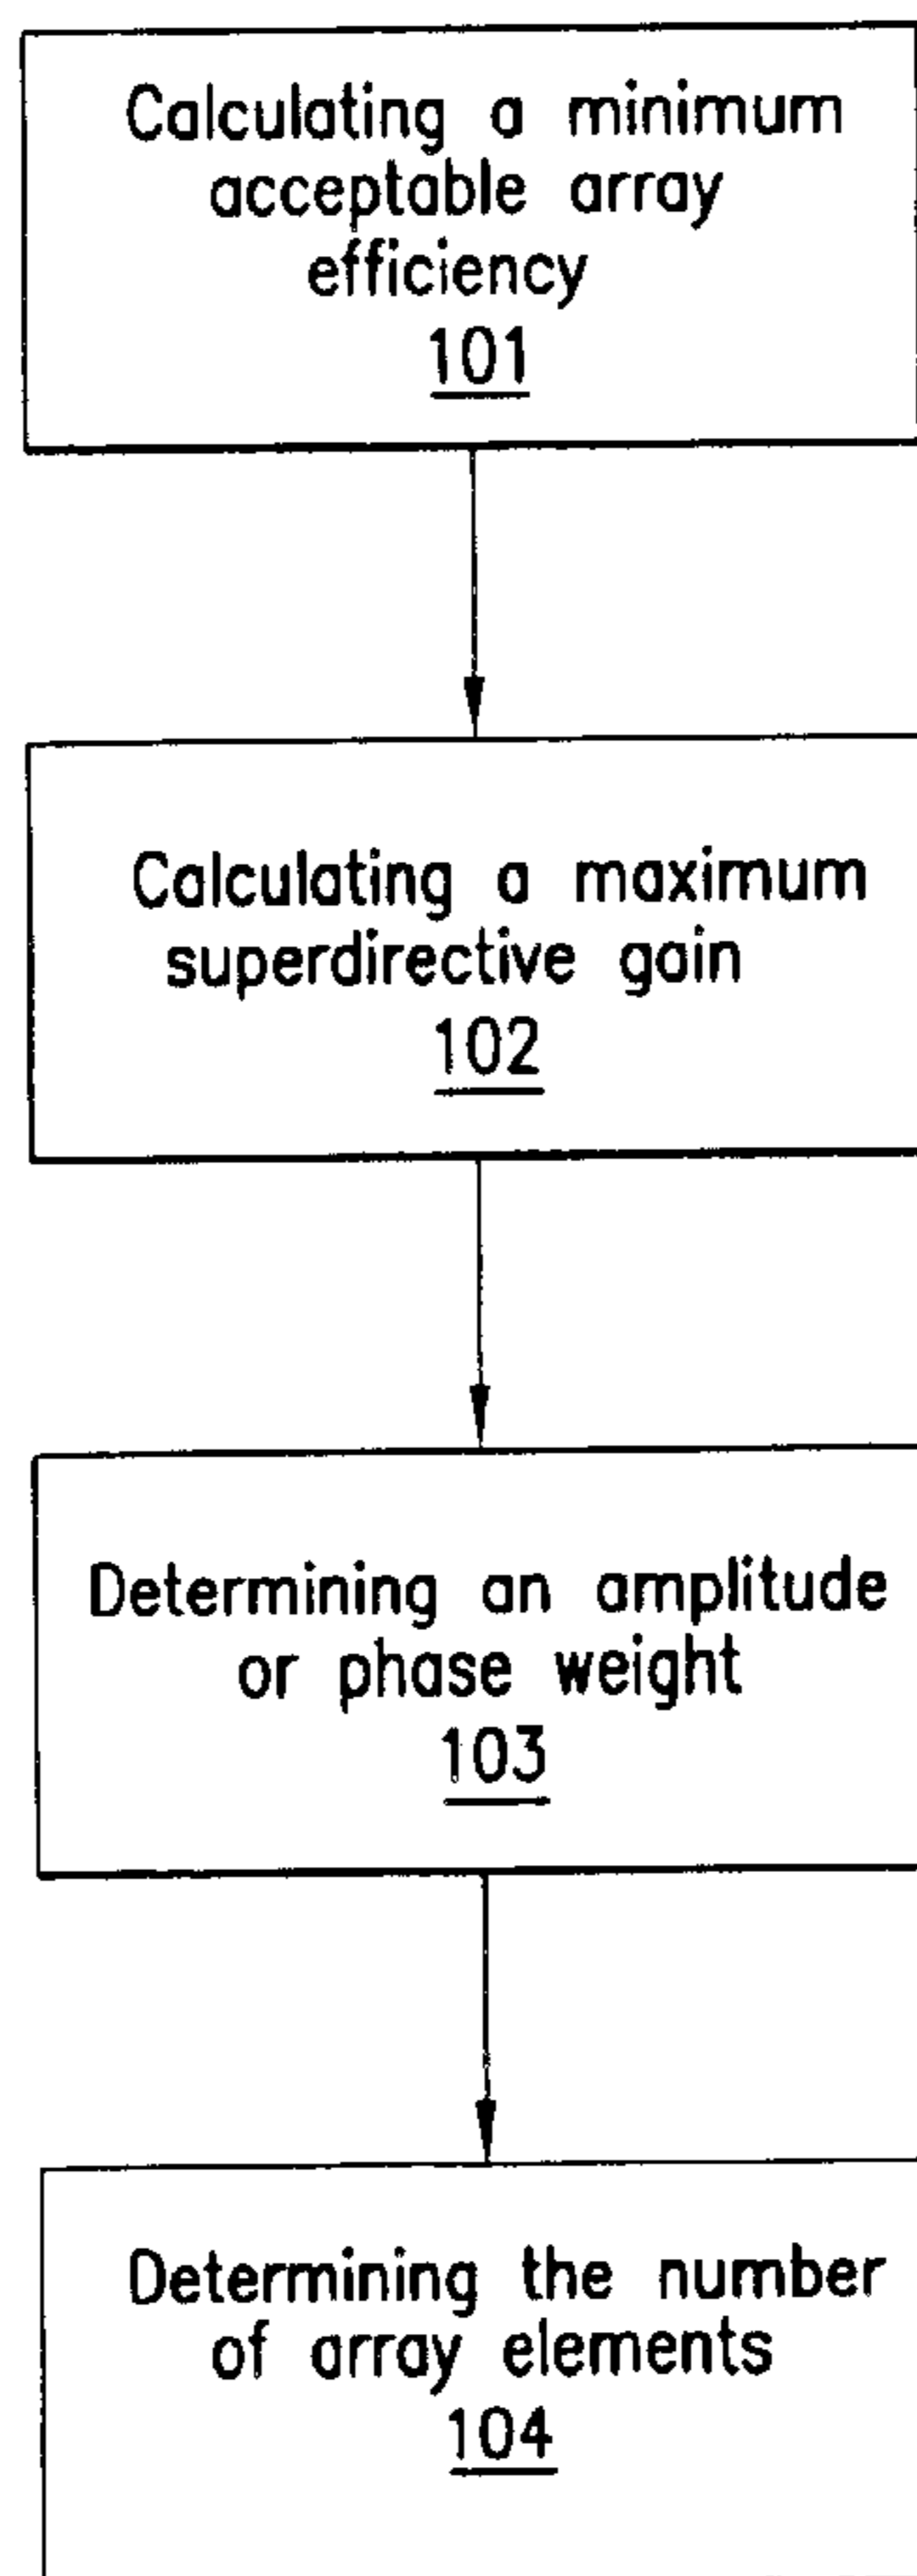 Calculating a minimum
acceptable array
efficiency
101
Calculating a maximum
superdirective gain
102
Determining an amplitude
or phase weight
103
Determining the number
of array elements
104